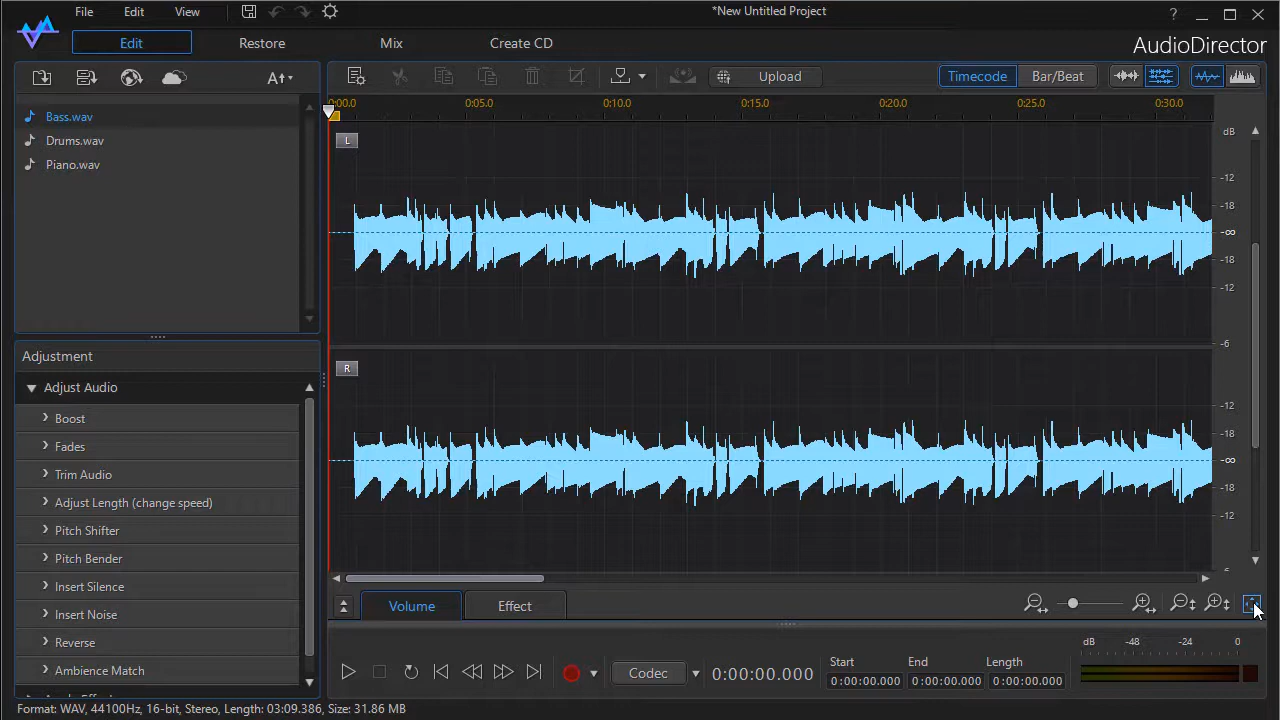 File Edit View
*New Untitled Project
?
Edit Restore Mix Create CD
AudioDirector
Upload
Timecode Bar/Beat
Bass.wav
Drums.wav
Piano.wav
0:00.0 0:05.0 0:10.0 0:15.0 0:20.0 0:25.0 0:30.0
L
dB
-12
-18
-∞
-18
-12
-6
R
-12
-18
-∞
-18
-12
Adjustment
Adjust Audio
Boost
Fades
Trim Audio
Adjust Length (change speed)
Pitch Shifter
Pitch Bender
Insert Silence
Insert Noise
Reverse
Ambience Match
Volume Effect
Codec
0:00:00.000
Start End Length
0:00:00.000 0:00:00.000 0:00:00.000
dB -48 -24 0
Format: WAV, 44100Hz, 16-bit, Stereo, Length: 03:09.386, Size: 31.86 MB